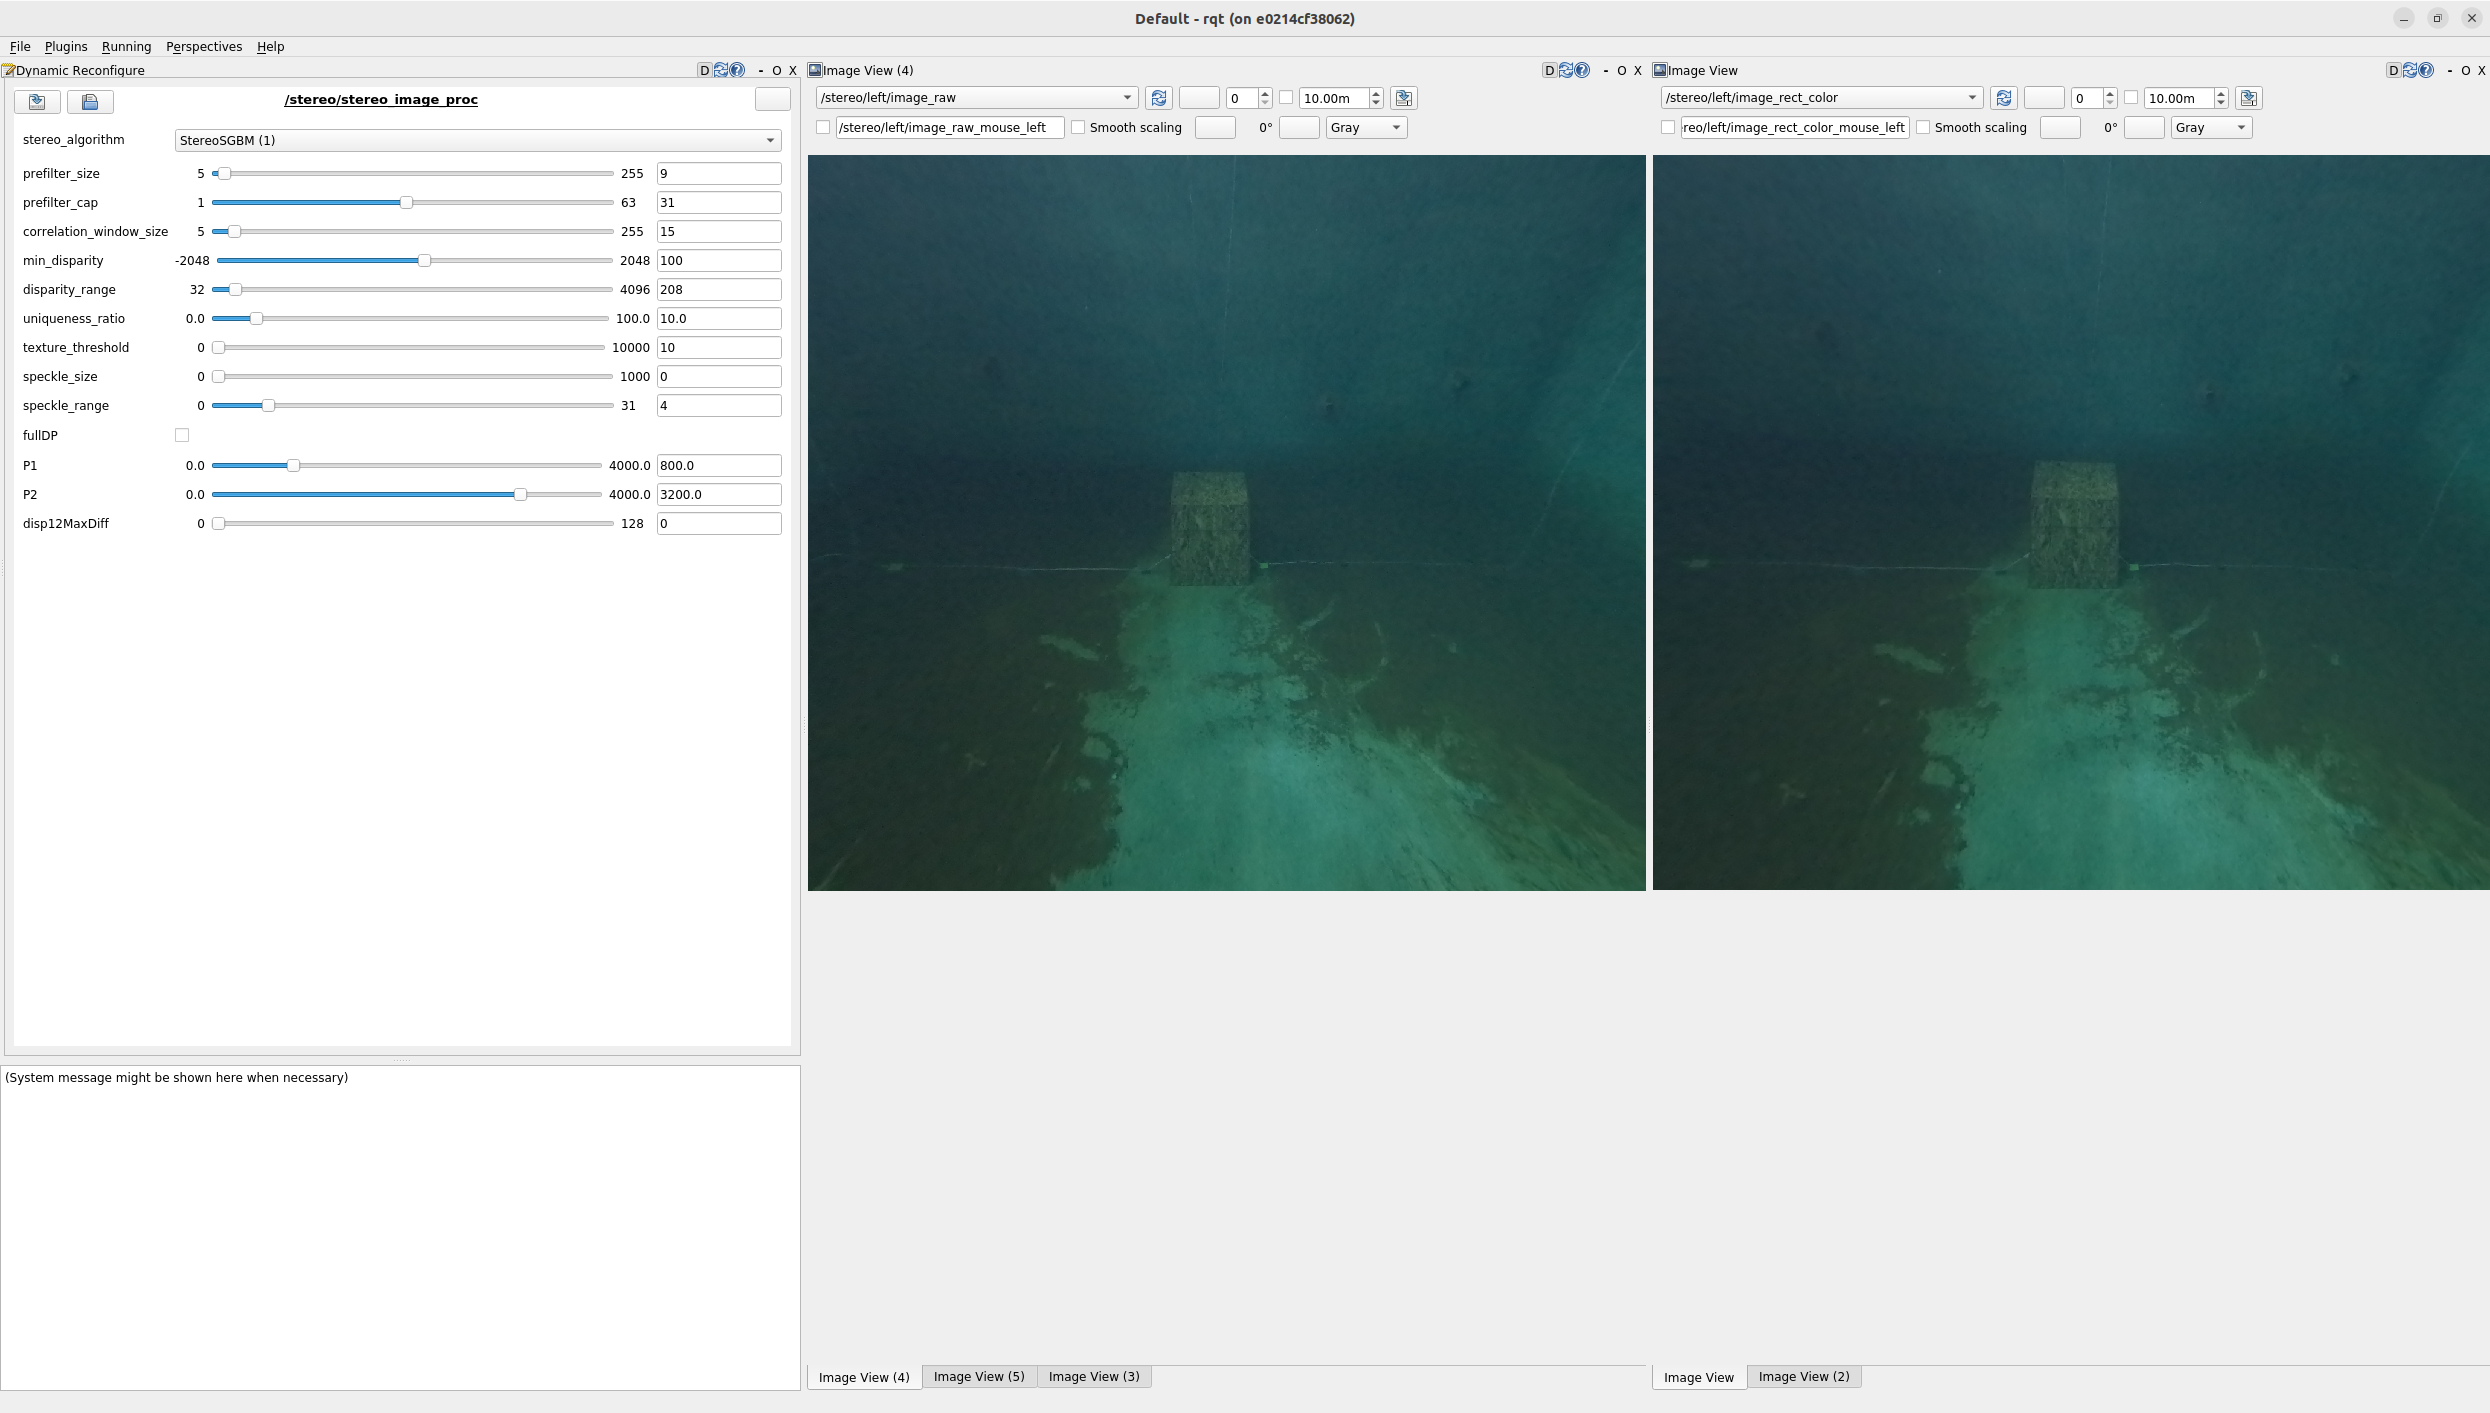 Default - rqt (on e0214cf38062)
File Plugins Running Perspectives Help
Dynamic Reconfigure D - O X
/stereo/stereo_image_proc
stereo_algorithm StereoSGBM (1)
prefilter_size 5 255 9
prefilter_cap 1 63 31
correlation_window_size 5 255 15
min_disparity -2048 2048 100
disparity_range 32 4096 208
uniqueness_ratio 0.0 100.0 10.0
texture_threshold 0 10000 10
speckle_size 0 1000 0
speckle_range 0 31 4
fullDP
P1 0.0 4000.0 800.0
P2 0.0 4000.0 3200.0
disp12MaxDiff 0 128 0
(System message might be shown here when necessary)
Image View (4) D - O X
/stereo/left/image_raw 0 10.00m
/stereo/left/image_raw_mouse_left Smooth scaling 0° Gray
Image View (4) Image View (5) Image View (3)
Image View D - O X
/stereo/left/image_rect_color 0 10.00m
reo/left/image_rect_color_mouse_left Smooth scaling 0° Gray
Image View Image View (2)